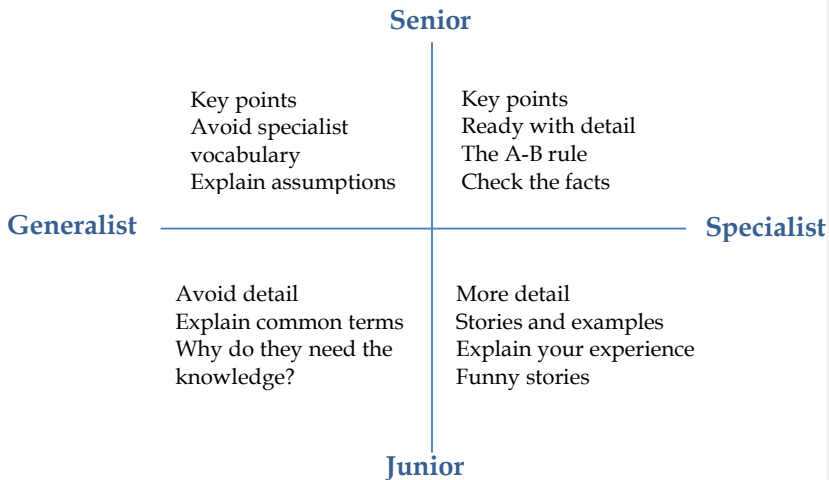 Senior
Key points
Avoid specialist
vocabulary
Explain assumptions
Key points
Ready with detail
The A-B rule
Check the facts
Generalist
Specialist
Avoid detail
Explain common terms
Why do they need the
knowledge?
More detail
Stories and examples
Explain your experience
Funny stories
Junior